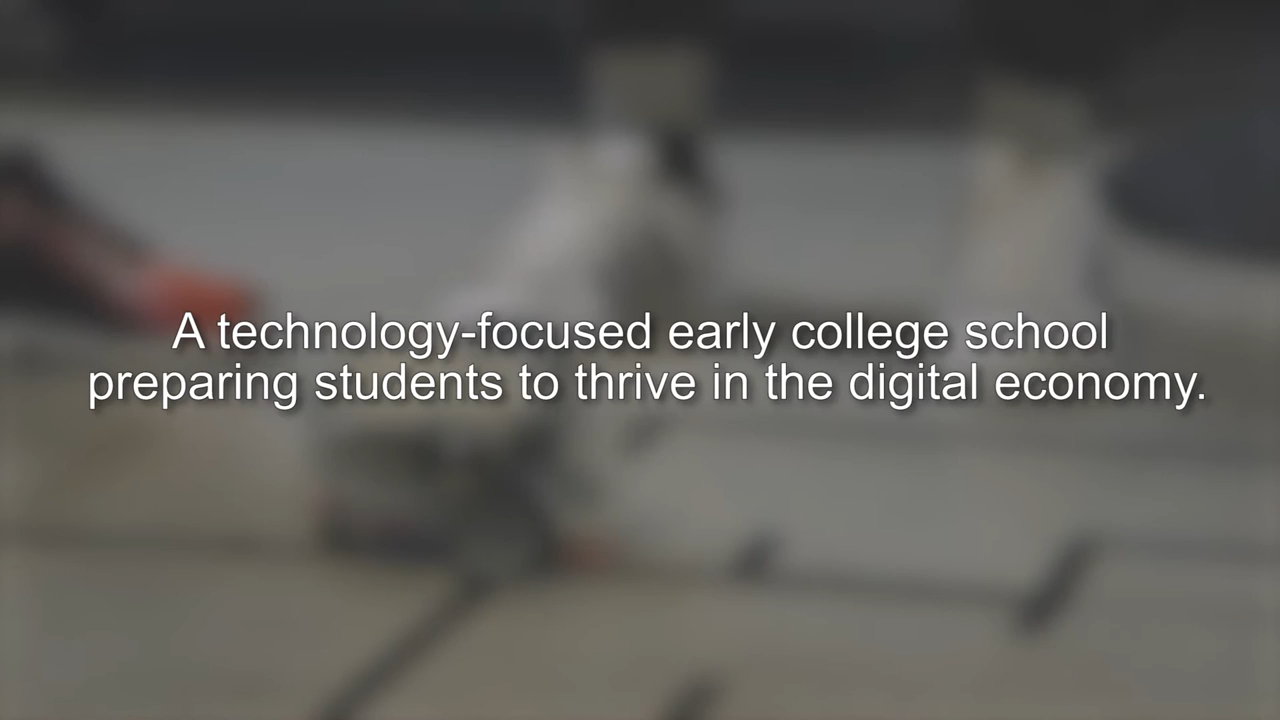 A technology-focused early college school
preparing students to thrive in the digital economy.